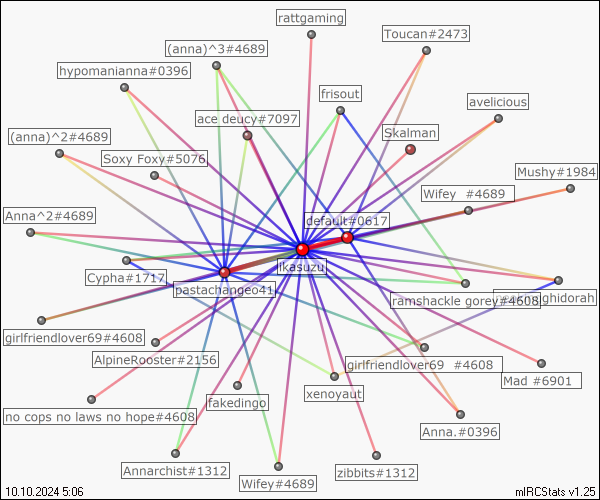 rattgaming
Toucan#2473
(anna)^3#4689
hypomanianna#0396
frisout
avelicious
ace deucy#7097
Skalman
(anna)^2#4689
Soxy Foxy#5076
Mushy#1984
Wifey #4689
Anna^2#4689
default#0617
ikasuzu
Cypha#1717
pastachangeo41
ramshackle gorey#4608
ghidorah
girlfriendlover69#4608
AlpineRooster#2156
girlfriendlover69 #4608
Mad #6901
xenoyaut
fakedingo
no cops no laws no hope#4608
Anna.#0396
Annarchist#1312
Wifey#4689
zibbits#1312
10.10.2024 5:06
mIRCStats v1.25